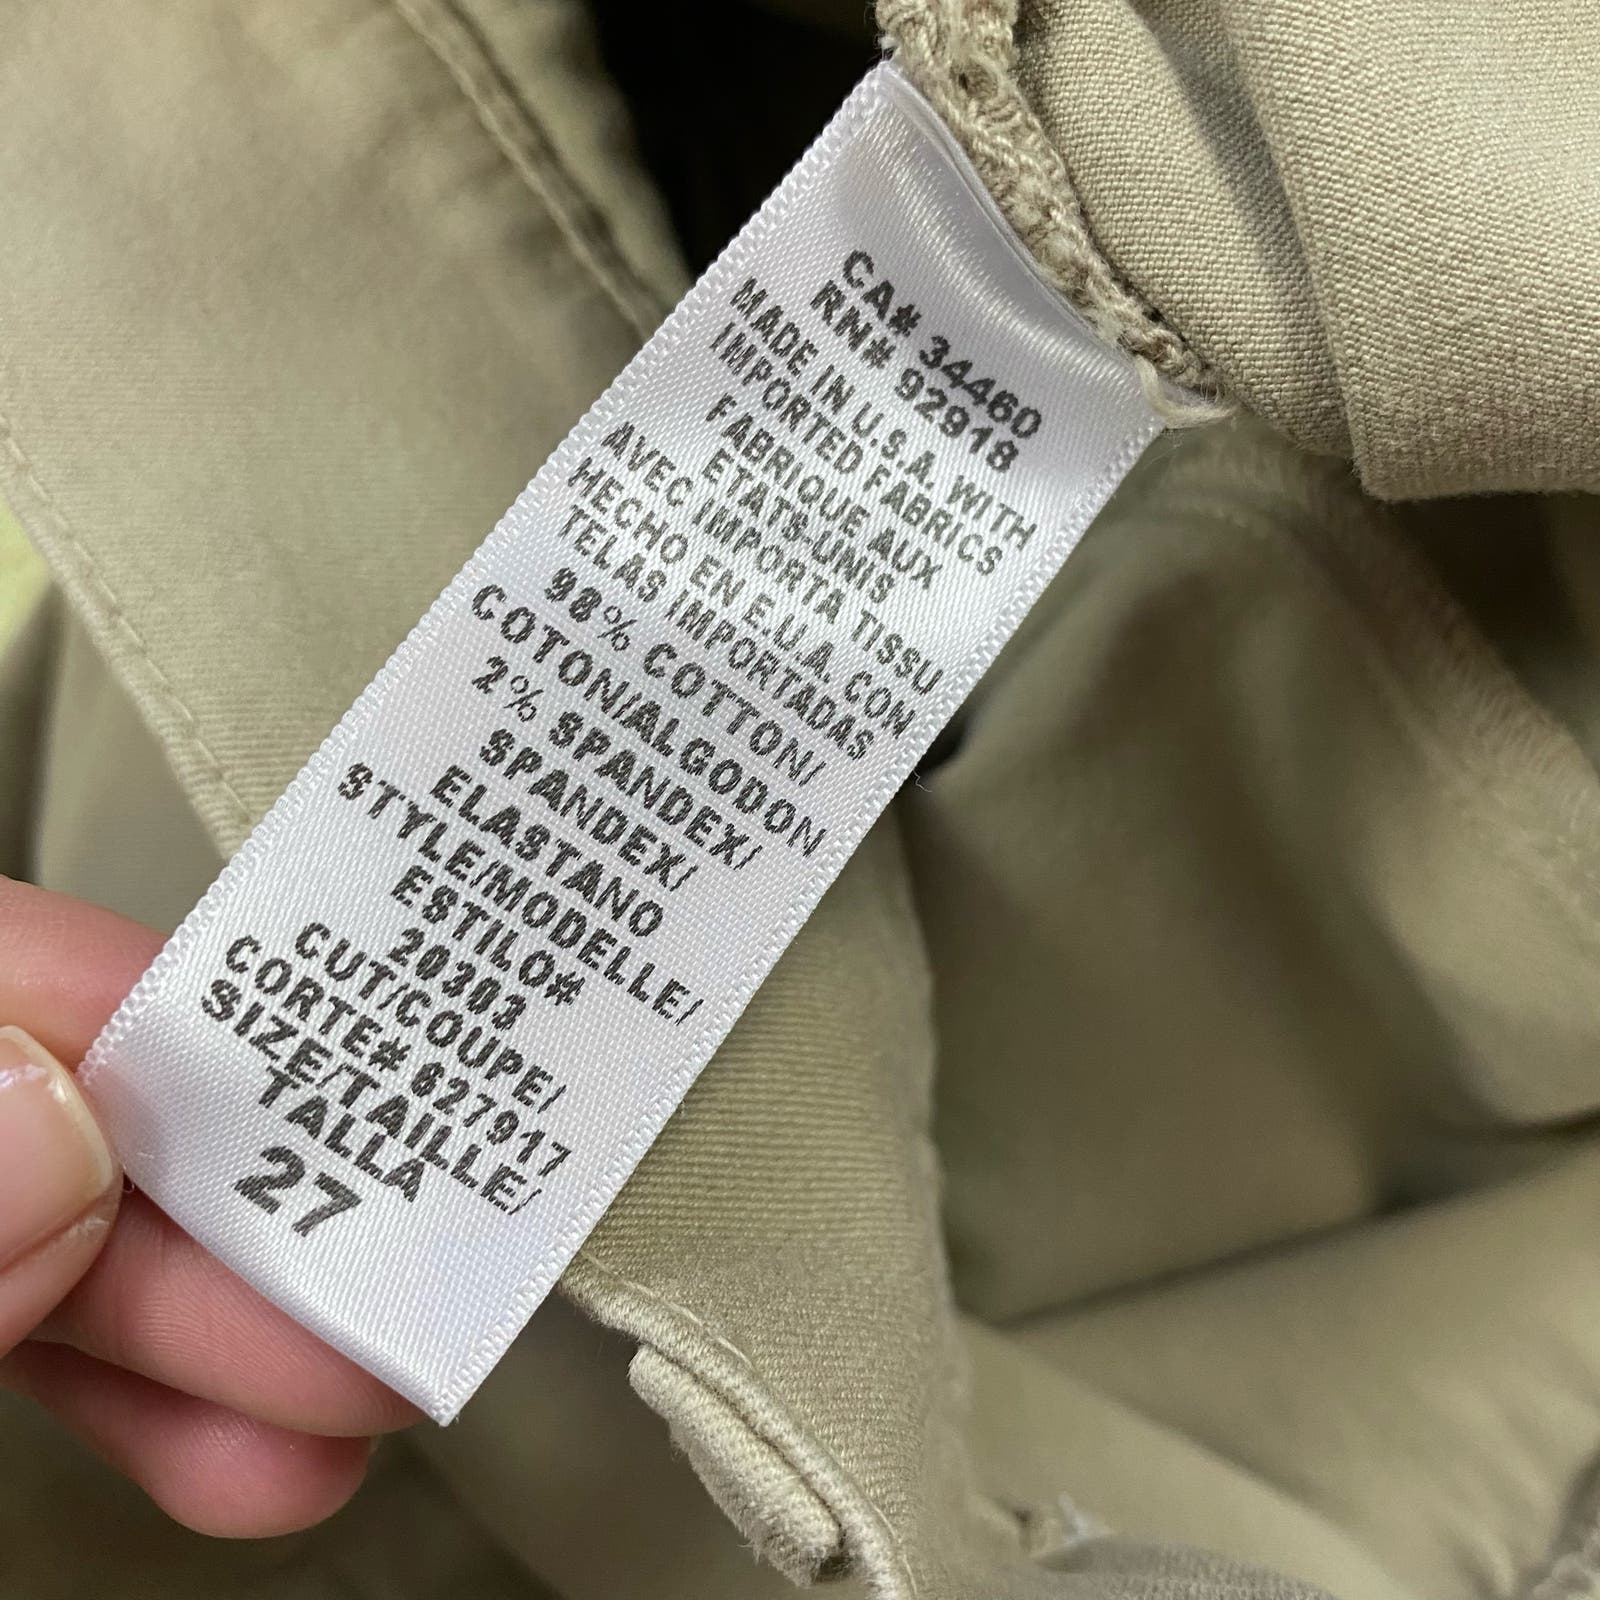 CA# 34460
RN# 92918
MADE IN U.S.A. WITH
IMPORTED FABRICS
FABRIQUE AUX
ETATS-UNIS
AVEC IMPORTA TISSU
HECHO EN E.U.A. CON
TELAS IMPORTADAS
98% COTTON/
COTON/ALGODON
2% SPANDEX/
SPANDEX/
ELASTANO
STYLE/MODELLE/
ESTILO#
20303
CUT/COUPE/
CORTE# 627917
SIZE/TAILLE/
TALLA
27